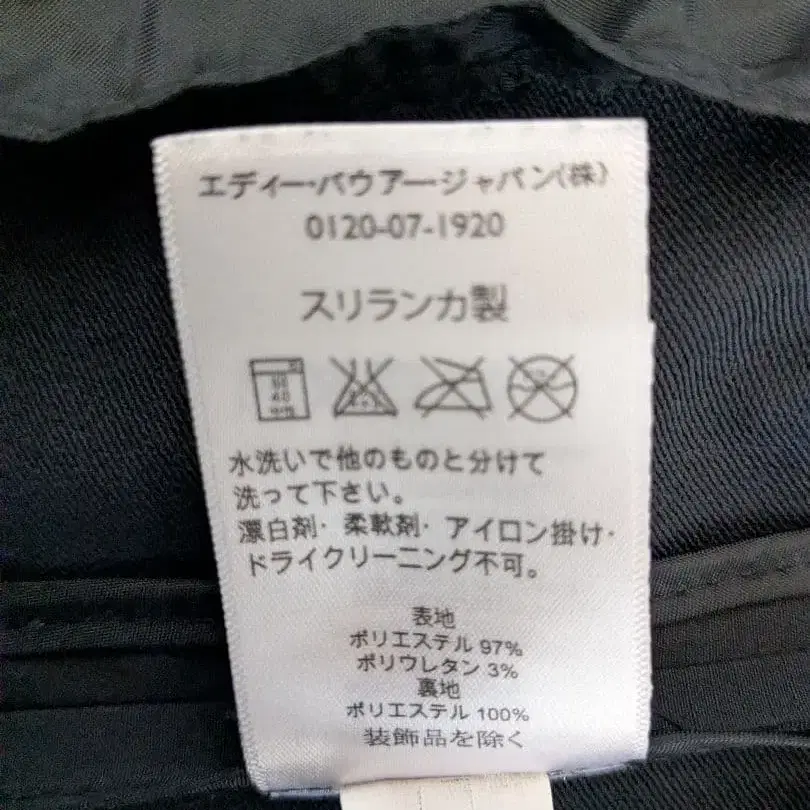 エディー・バウアー・ジャパン(株)
0120-07-1920
スリランカ製
水洗いで他のものと分けて
洗って下さい。
漂白剤・柔軟剤・アイロン掛け・
ドライクリーニング不可。
表地
ポリエステル 97%
ポリウレタン 3%
裏地
ポリエステル 100%
装飾品を除く